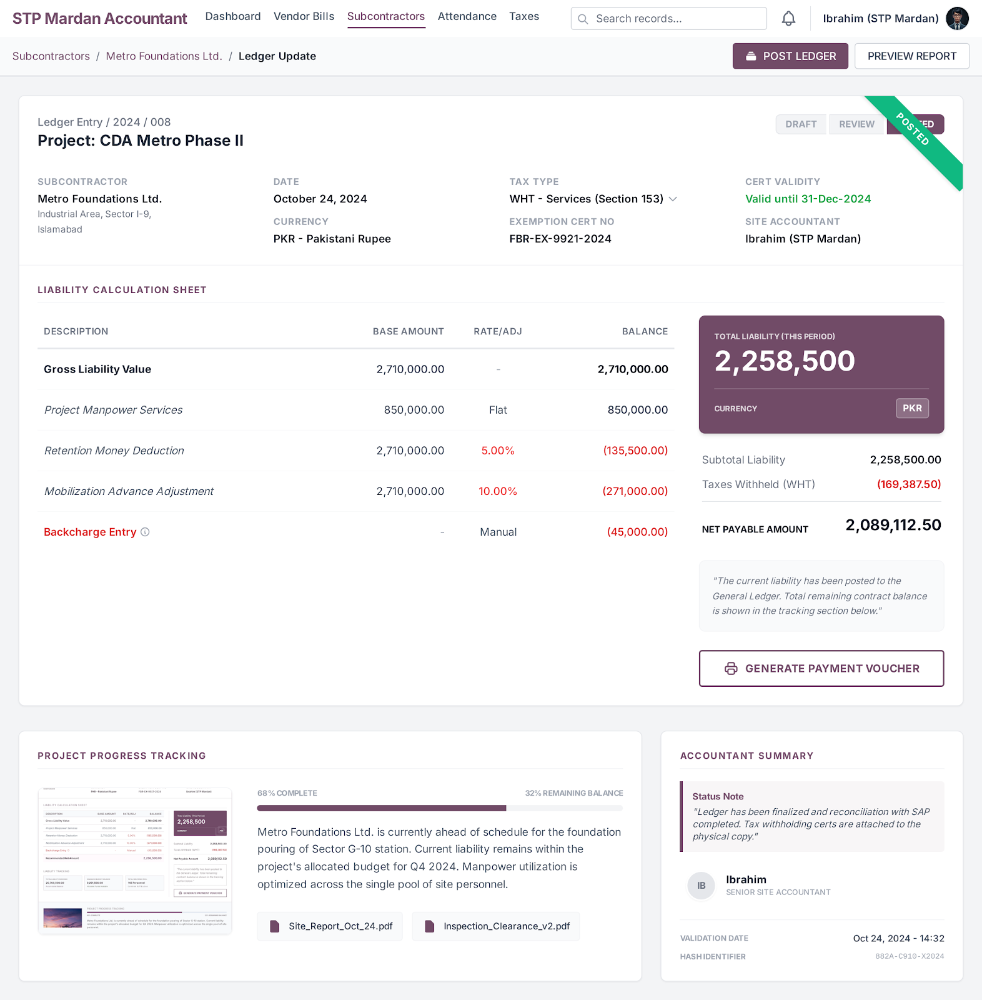 STP Mardan Accountant
Dashboard
Vendor Bills
Subcontractors
Attendance
Taxes
Search records...
Ibrahim (STP Mardan)
Subcontractors / Metro Foundations Ltd. / Ledger Update
POST LEDGER
PREVIEW REPORT
Ledger Entry / 2024 / 008
Project: CDA Metro Phase II
DRAFT
REVIEW
POSTED
SUBCONTRACTOR
Metro Foundations Ltd.
Industrial Area, Sector I-9,
Islamabad
DATE
October 24, 2024
CURRENCY
PKR - Pakistani Rupee
TAX TYPE
WHT - Services (Section 153)
EXEMPTION CERT NO
FBR-EX-9921-2024
CERT VALIDITY
Valid until 31-Dec-2024
SITE ACCOUNTANT
Ibrahim (STP Mardan)
LIABILITY CALCULATION SHEET
DESCRIPTION BASE AMOUNT RATE/ADJ BALANCE
Gross Liability Value 2,710,000.00 - 2,710,000.00
Project Manpower Services 850,000.00 Flat 850,000.00
Retention Money Deduction 2,710,000.00 5.00% (135,500.00)
Mobilization Advance Adjustment 2,710,000.00 10.00% (271,000.00)
Backcharge Entry - Manual (45,000.00)
TOTAL LIABILITY (THIS PERIOD)
2,258,500
CURRENCY PKR
Subtotal Liability 2,258,500.00
Taxes Withheld (WHT) (169,387.50)
NET PAYABLE AMOUNT 2,089,112.50
"The current liability has been posted to the
General Ledger. Total remaining contract balance
is shown in the tracking section below."
GENERATE PAYMENT VOUCHER
PROJECT PROGRESS TRACKING
68% COMPLETE
32% REMAINING BALANCE
Metro Foundations Ltd. is currently ahead of schedule for the foundation
pouring of Sector G-10 station. Current liability remains within the
project's allocated budget for Q4 2024. Manpower utilization is
optimized across the single pool of site personnel.
Site_Report_Oct_24.pdf
Inspection_Clearance_v2.pdf
ACCOUNTANT SUMMARY
Status Note
"Ledger has been finalized and reconciliation with SAP
completed. Tax withholding certs are attached to the
physical copy."
IB
Ibrahim
SENIOR SITE ACCOUNTANT
VALIDATION DATE Oct 24, 2024 - 14:32
HASH IDENTIFIER 882A-C910-X2024